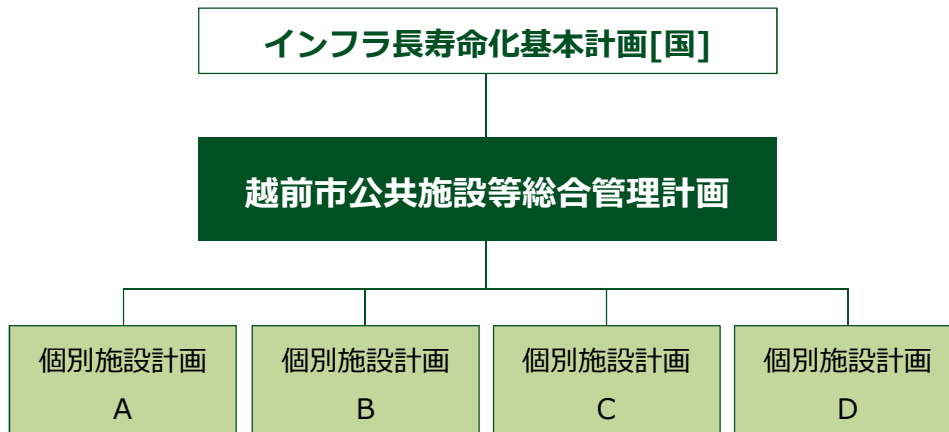 インフラ長寿命化基本計画[国]
越前市公共施設等総合管理計画
個別施設計画
A
個別施設計画
B
個別施設計画
C
個別施設計画
D